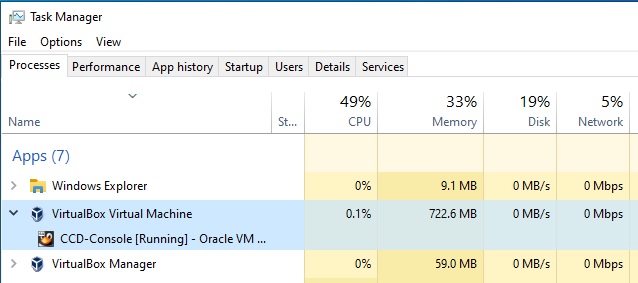 Task Manager
File Options View
Processes Performance App history Startup Users Details Services
49% 33% 19% 5%
Name St... CPU Memory Disk Network
Apps (7)
Windows Explorer 0% 9.1 MB 0 MB/s 0 Mbps
VirtualBox Virtual Machine 0.1% 722.6 MB 0 MB/s 0 Mbps
CCD-Console [Running] - Oracle VM ...
VirtualBox Manager 0% 59.0 MB 0 MB/s 0 Mbps